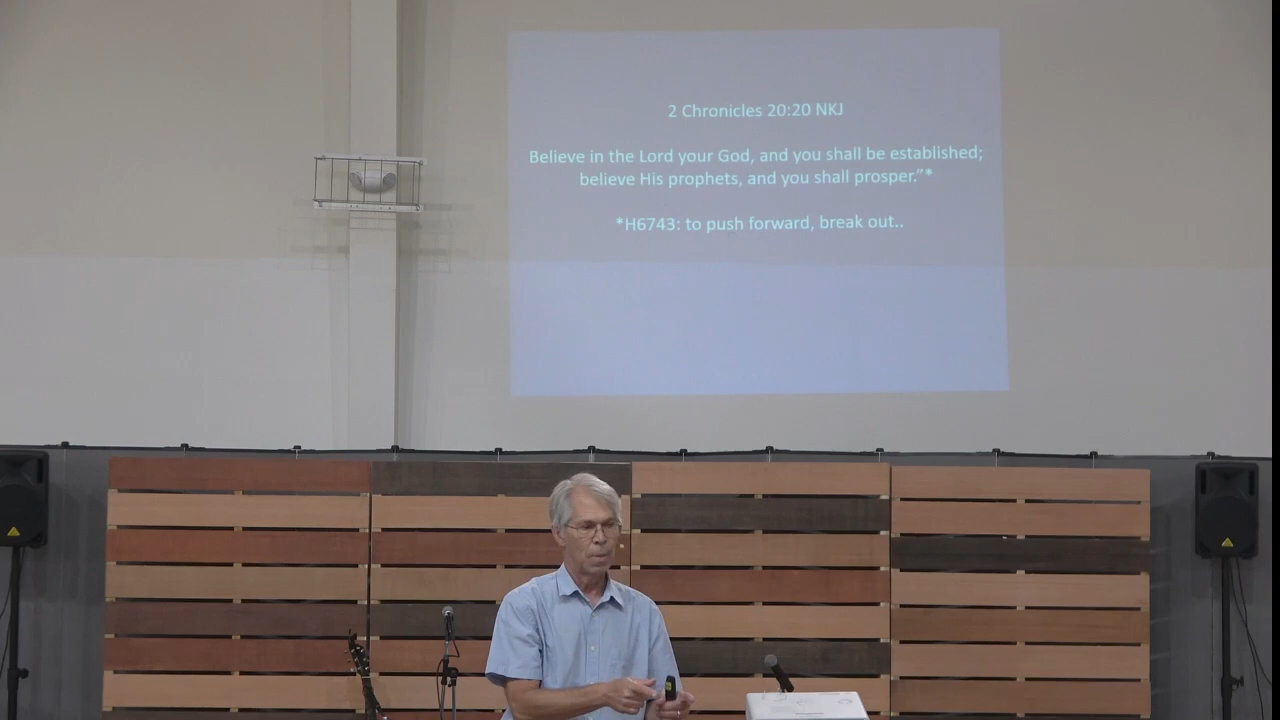 2 Chronicles 20:20 NKJ
Believe in the Lord your God, and you shall be established;
believe His prophets, and you shall prosper.”*
*H6743: to push forward, break out..